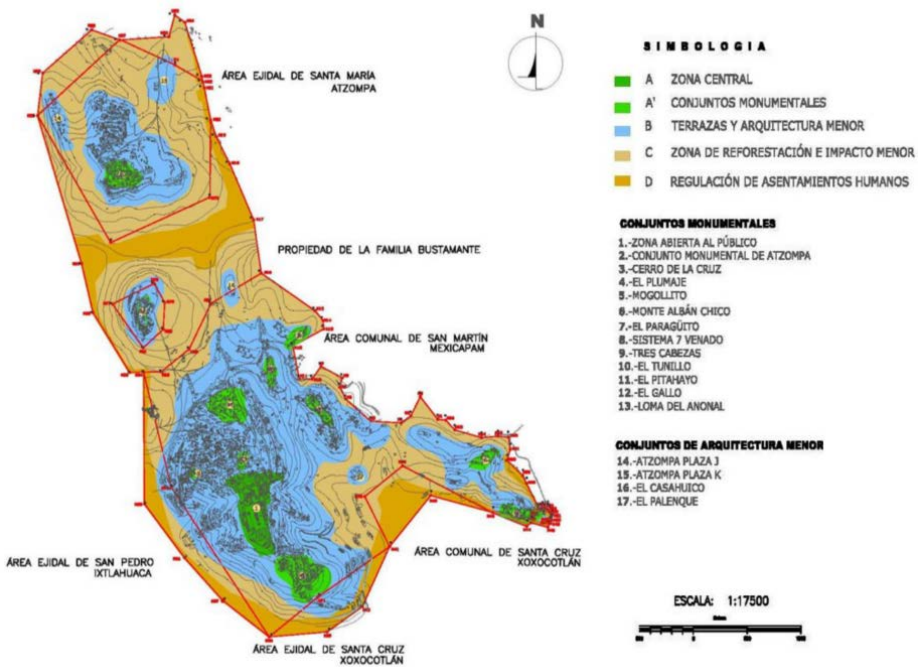 N
ÁREA EJIDAL DE SANTA MARÍA
ATZOMPA
PROPIEDAD DE LA FAMILIA BUSTAMANTE
ÁREA COMUNAL DE SAN MARTÍN
MEXICAPAM
ÁREA EJIDAL DE SAN PEDRO
IXTLAHUACA
ÁREA COMUNAL DE SANTA CRUZ
XOXOCOTLÁN
ÁREA EJIDAL DE SANTA CRUZ
XOXOCOTLÁN
SIMBOLOGIA
A ZONA CENTRAL
A' CONJUNTOS MONUMENTALES
B TERRAZAS Y ARQUITECTURA MENOR
C ZONA DE REFORESTACIÓN E IMPACTO MENOR
D REGULACIÓN DE ASENTAMIENTOS HUMANOS
CONJUNTOS MONUMENTALES
1.-ZONA ABIERTA AL PÚBLICO
2.-CONJUNTO MONUMENTAL DE ATZOMPA
3.-CERRO DE LA CRUZ
4.-EL PLUMAJE
5.-MOGOLLITO
6.-MONTE ALBÁN CHICO
7.-EL PARAGÜITO
8.-SISTEMA 7 VENADO
9.-TRES CABEZAS
10.-EL TUNILLO
11.-EL PITAHAYO
12.-EL GALLO
13.-LOMA DEL ANONAL
CONJUNTOS DE ARQUITECTURA MENOR
14.-ATZOMPA PLAZA J
15.-ATZOMPA PLAZA K
16.-EL CASAHUICO
17.-EL PALENQUE
ESCALA: 1:17500